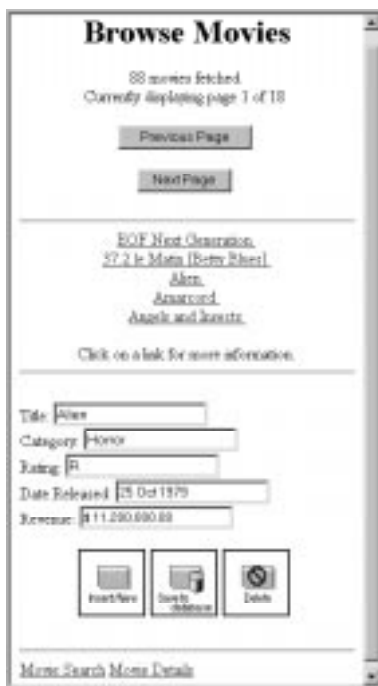 Browse Movies
88 movies fetched.
Currently displaying page 1 of 18
Previous Page
Next Page
EOF Next Generation
37.2 le Matin [Betty Blues]
Alien
Amarcord
Angels and Insects
Click on a link for more information.
Title: Alien
Category: Horror
Rating: R
Date Released: 25 Oct 1979
Revenue: $ 11,200,000.00
Insert/New Save to database Delete
Movie Search Movie Details